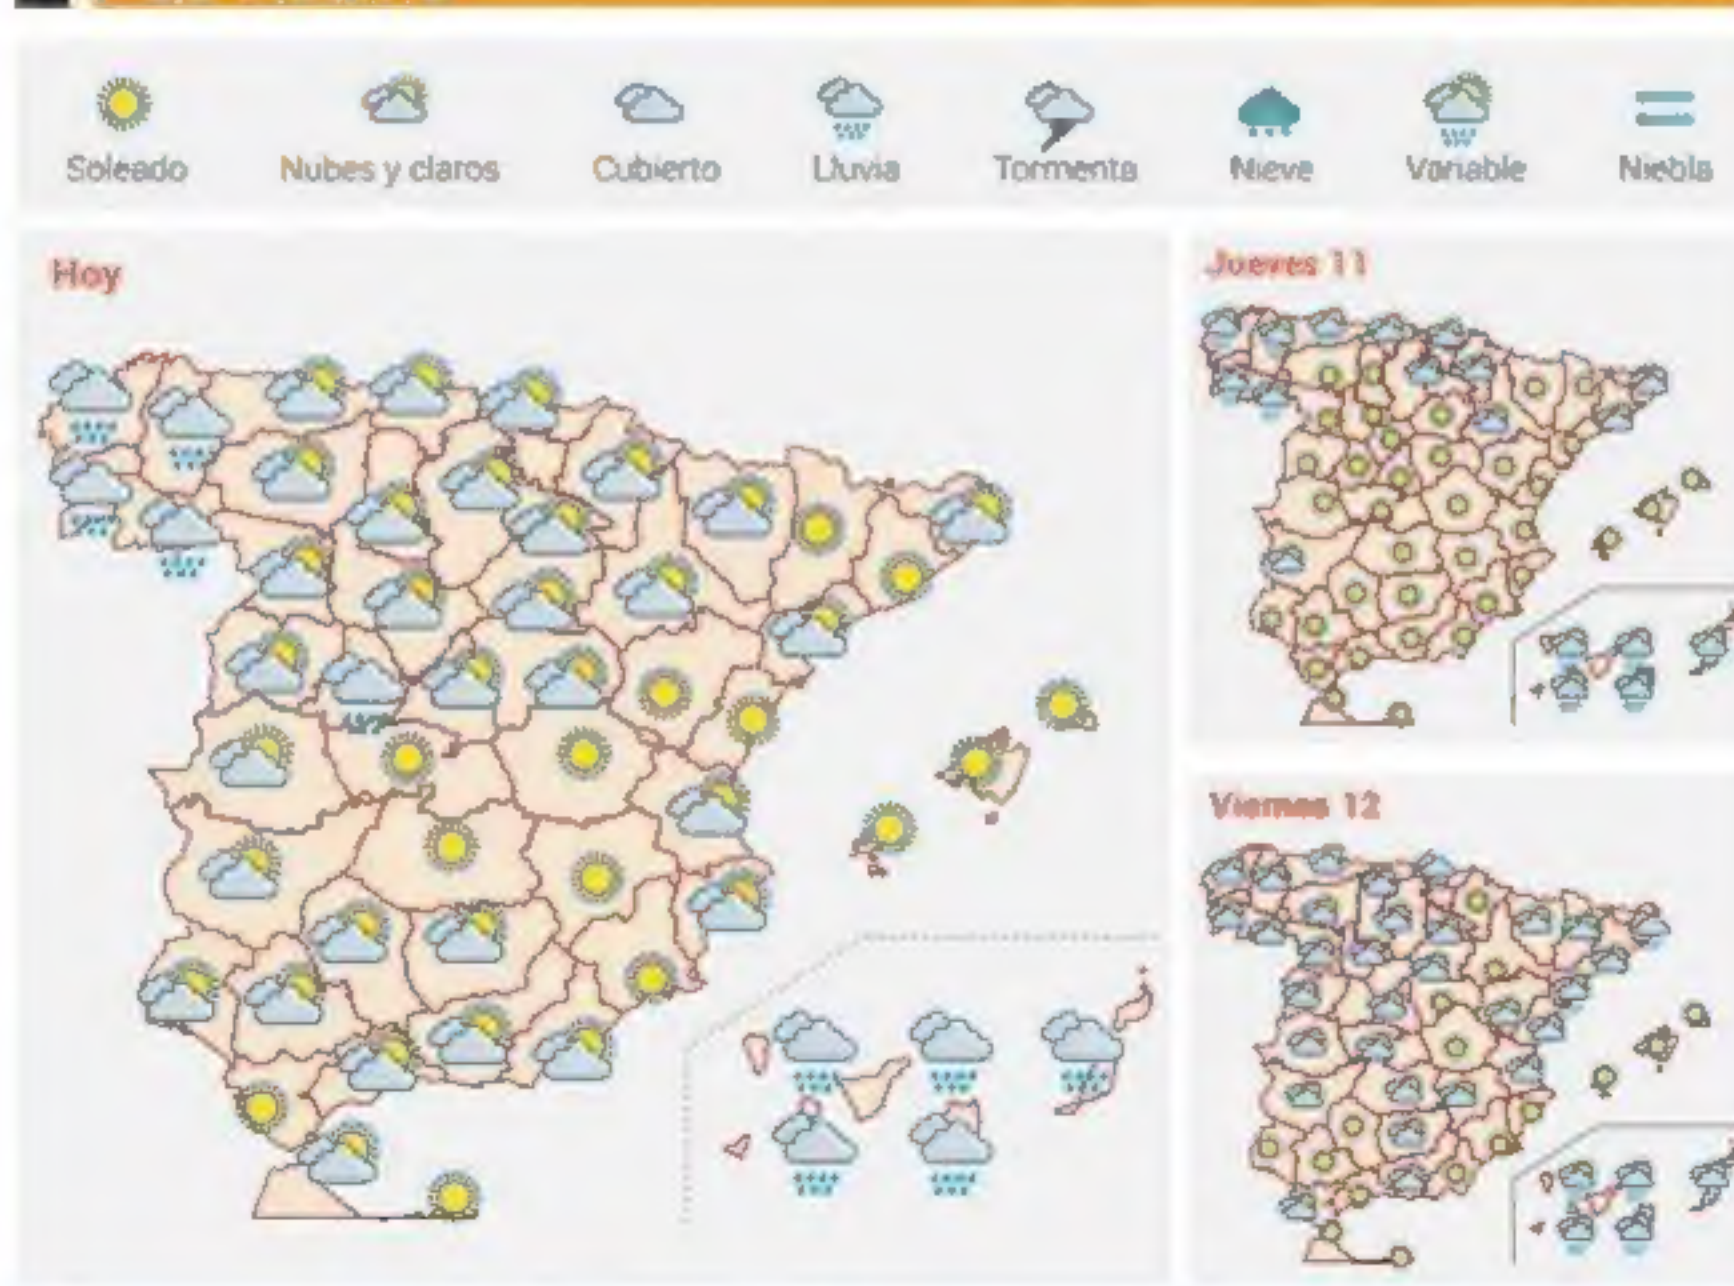 Soleado
Nubes y claros
Cubierto
Lluvia
Tormenta
Nieve
Variable
Niebla
Hoy
Jueves 11
Viernes 12